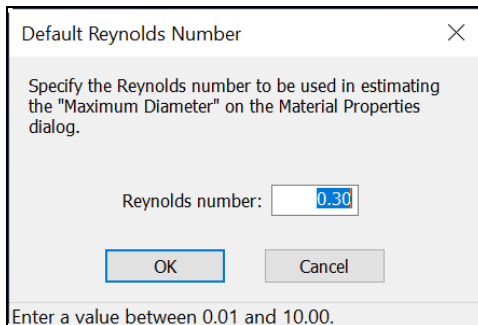 Default Reynolds Number
Specify the Reynolds number to be used in estimating
the "Maximum Diameter" on the Material Properties
dialog.
Reynolds number: 0.30
OK Cancel
Enter a value between 0.01 and 10.00.